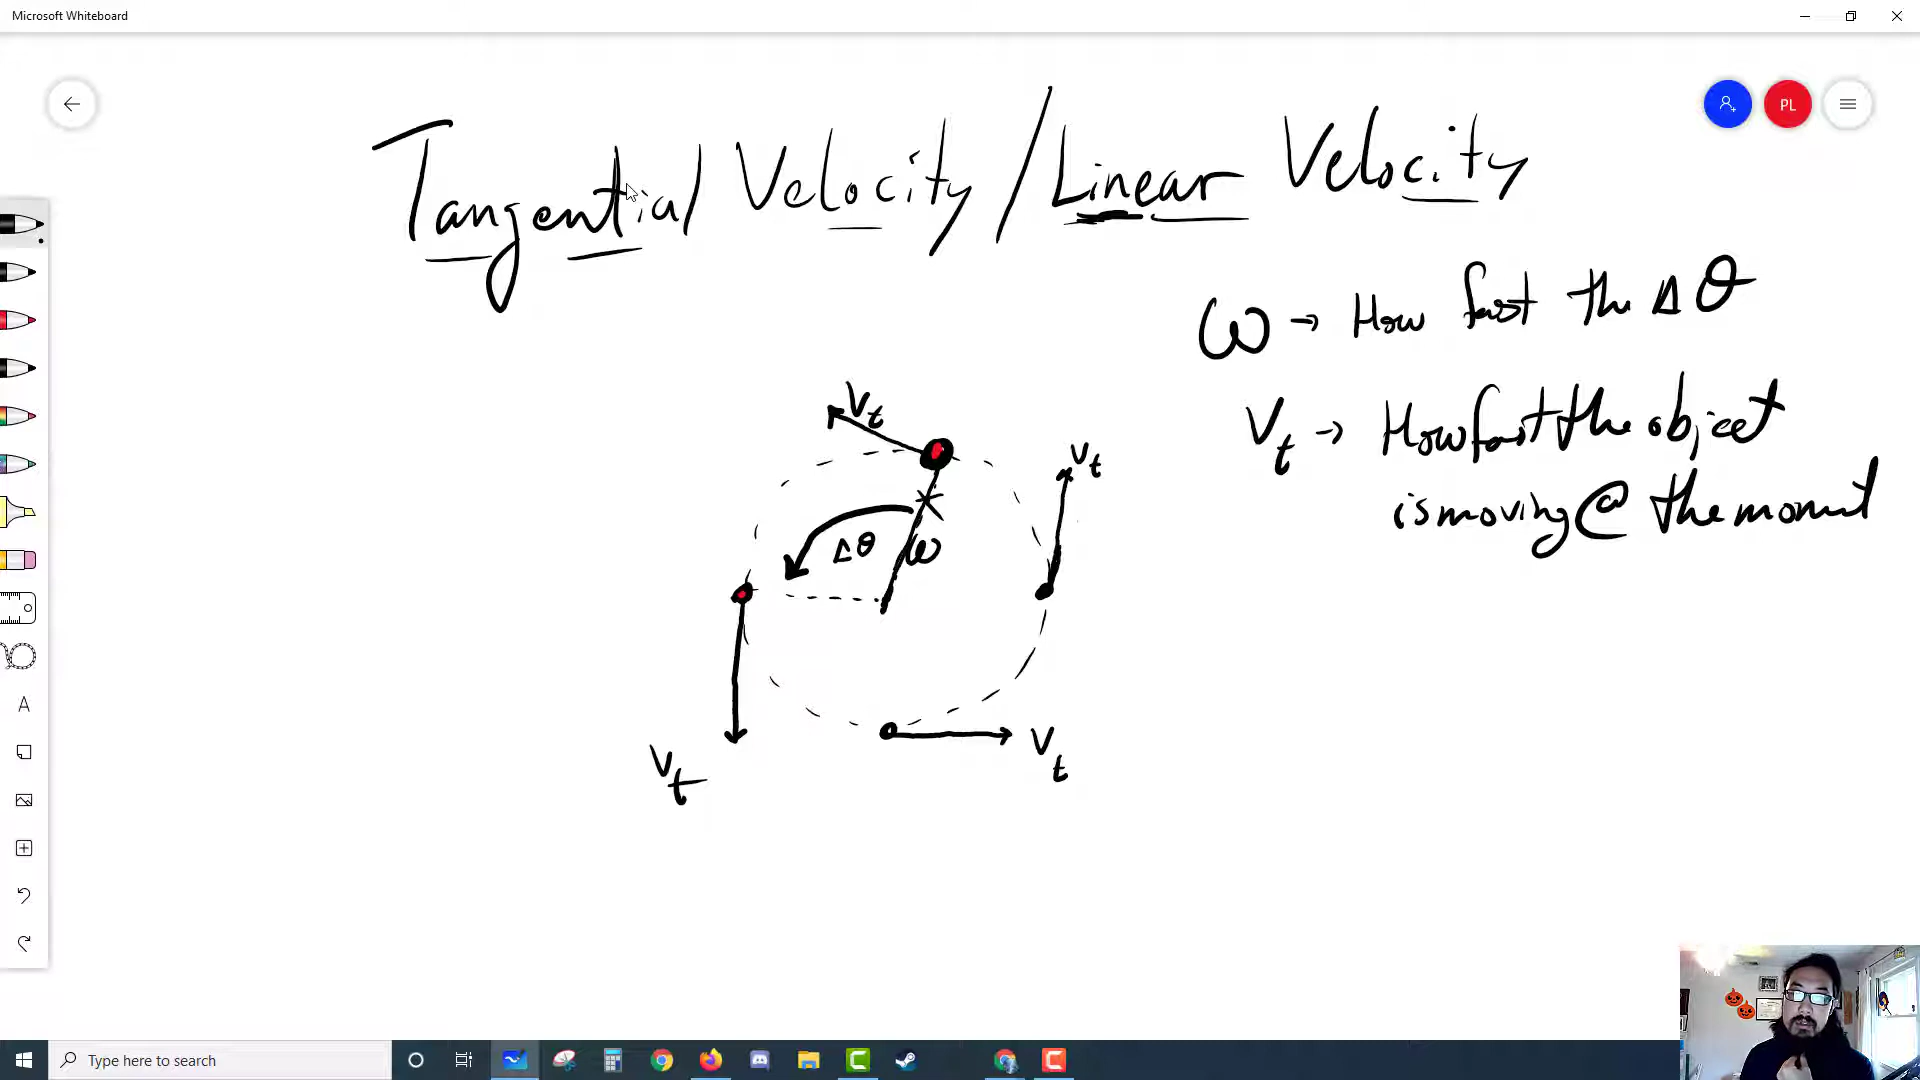 Microsoft Whiteboard
PL
Tangential Velocity / Linear Velocity
ω → How fast the Δθ
Vt → How fast the object
is moving @ the moment
Vt
Vt
Δθ
ω
Vt
Vt
A
Type here to search